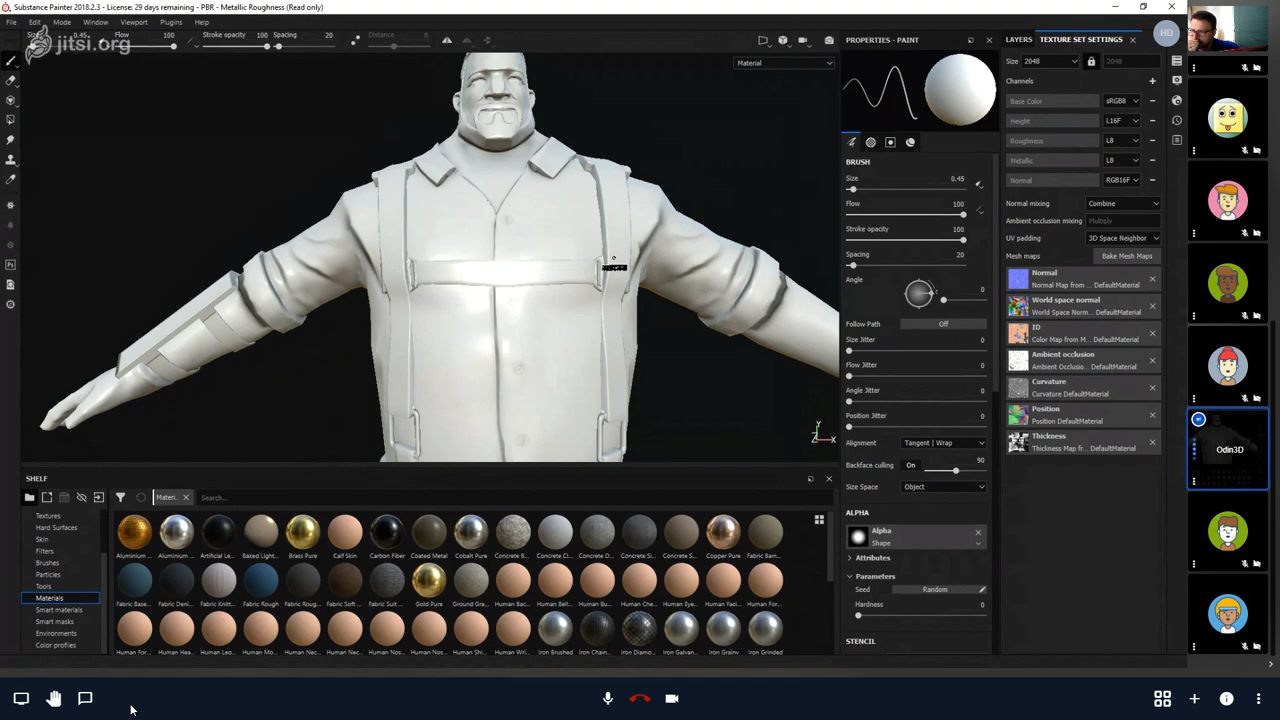 Substance Painter 2018.2.3 - License: 29 days remaining - PBR - Metallic Roughness (Read only)
File Edit Mode Window Viewport Plugins Help
jitsi.org
Size 0.45 Flow 100 Stroke opacity 100 Spacing 20 Distance 8
HD
Material
PROPERTIES - PAINT
LAYERS TEXTURE SET SETTINGS
Size 2048 2048
Channels
Base Color sRGB8
Height L16F
Roughness L8
Metallic L8
Normal RGB16F
Normal mixing Combine
Ambient occlusion mixing Multiply
UV padding 3D Space Neighbor
Mesh maps Bake Mesh Maps
Normal
Normal Map from M... DefaultMaterial
World space normal
World Space Norm... DefaultMaterial
ID
Color Map from M... DefaultMaterial
Ambient occlusion
Ambient Occlusio... DefaultMaterial
Curvature
Curvature DefaultMaterial
Position
Position DefaultMaterial
Thickness
Thickness Map fr... DefaultMaterial
BRUSH
Size 0.45
Flow 100
Stroke opacity 100
Spacing 20
Angle 0
Follow Path Off
Size Jitter 0
Flow Jitter 0
Angle Jitter 0
Position Jitter 0
Alignment Tangent | Wrap
Backface culling On 90
Size Space Object
ALPHA
Alpha
Shape
Attributes
Parameters
Seed Random
Hardness 0
STENCIL
Y
Z X
Odin3D
SHELF
Materi... Search...
Textures
Hard Surfaces
Skin
Filters
Brushes
Particles
Tools
Materials
Smart materials
Smart masks
Environments
Color profiles
Aluminium ... Aluminium ... Artificial Le... Baked Light... Brass Pure Calf Skin Carbon Fiber Coated Metal Cobalt Pure Concrete B... Concrete Cl... Concrete D... Concrete Si... Concrete S... Copper Pure Fabric Bam...
Fabric Base... Fabric Deni... Fabric Knitt... Fabric Rough Fabric Roug... Fabric Soft ... Fabric Suit ... Gold Pure Ground Gra... Human Bac... Human Bell... Human Bu... Human Che... Human Eye... Human Faci... Human For...
Human For... Human Hea... Human Leg... Human Mo... Human Nec... Human Nec... Human Nos... Human Nos... Human Shi... Human Wri... Iron Brushed Iron Chain... Iron Diamo... Iron Galvan... Iron Grainy Iron Grinded